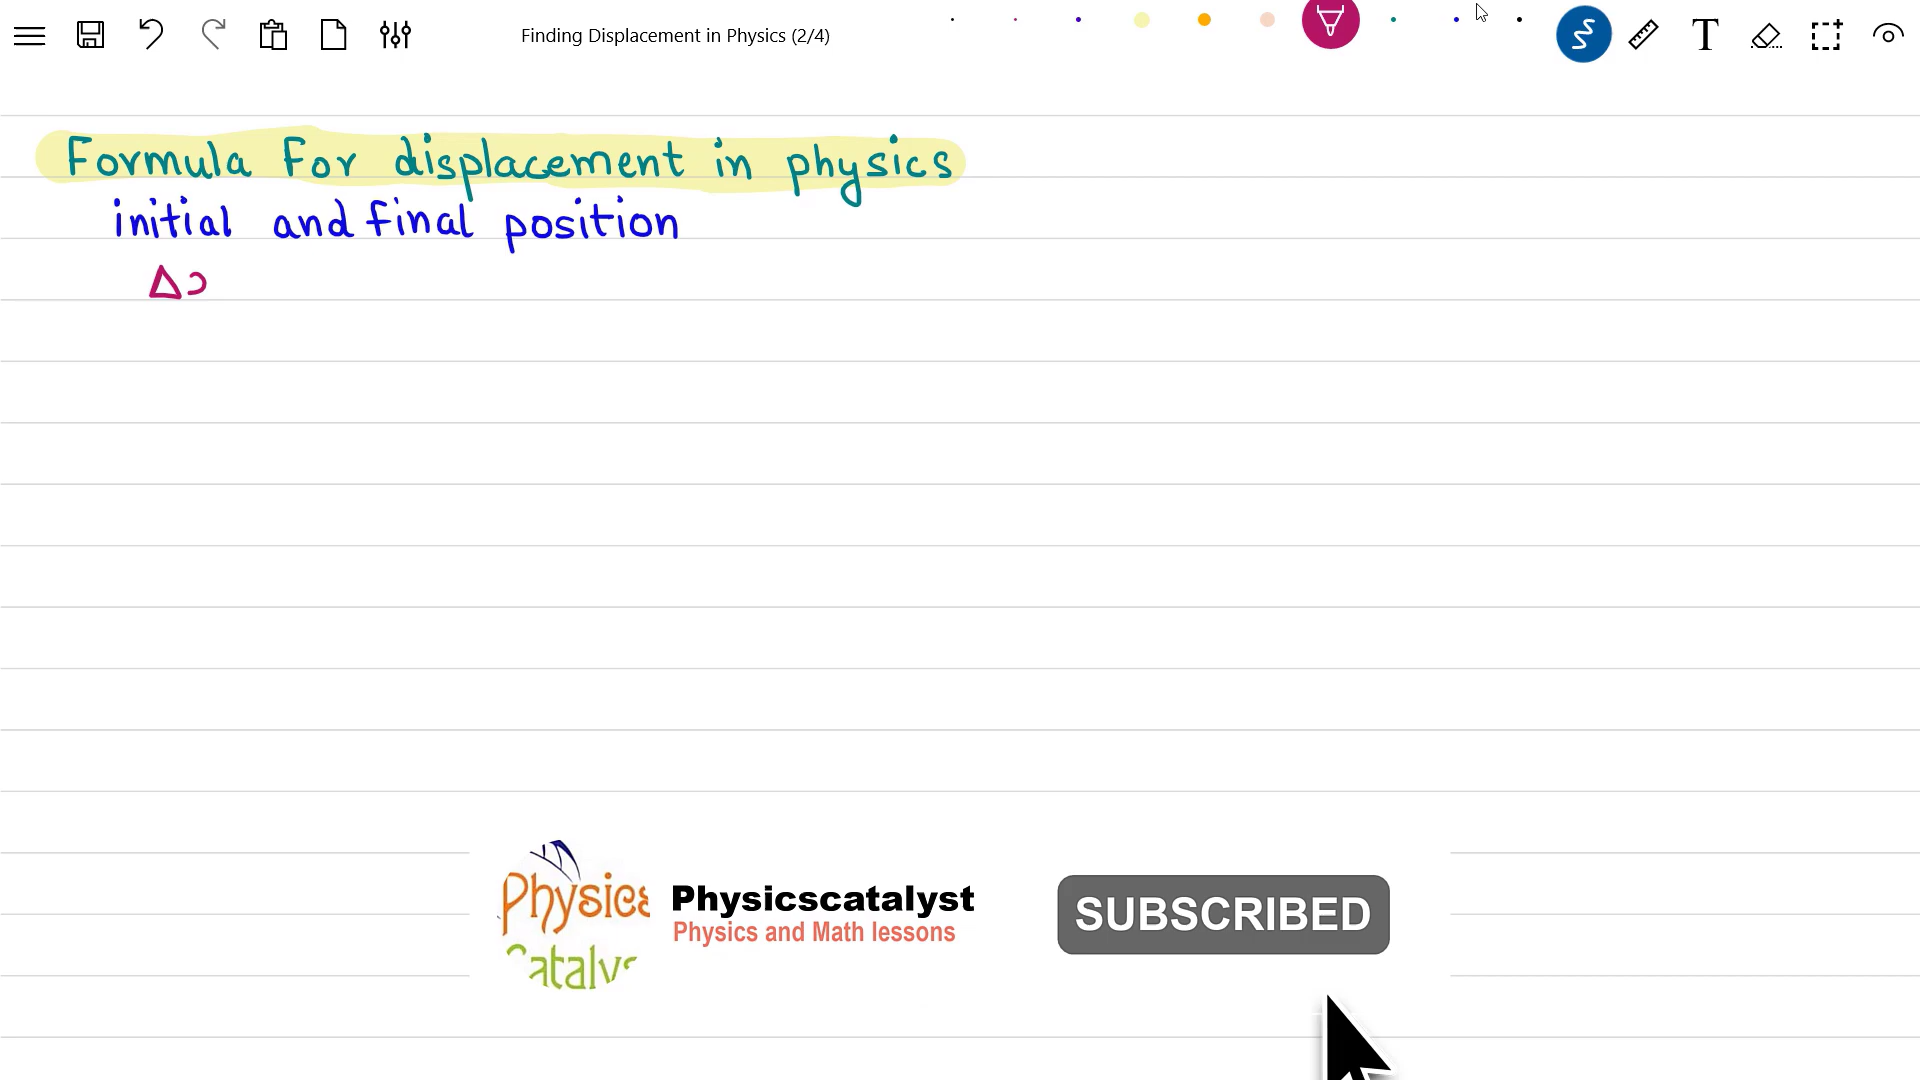 Finding Displacement in Physics (2/4)
Formula For displacement in physics
initial and final position
Δ
Physics
Physicscatalyst
Physics and Math lessons
SUBSCRIBED